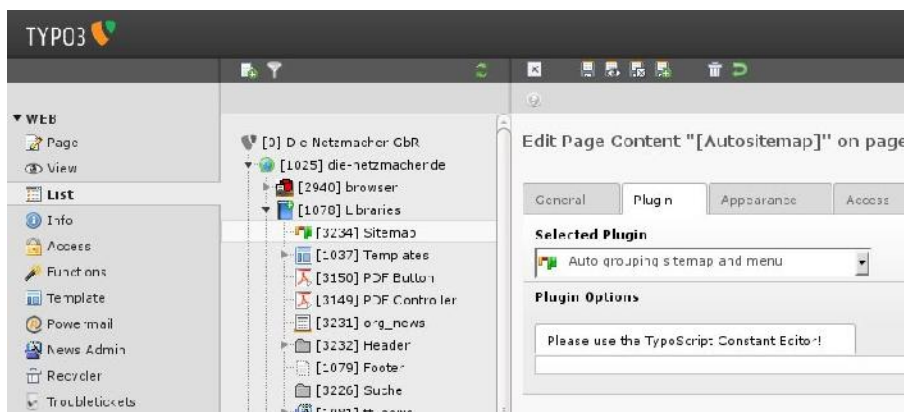 TYPO3
WEB
Page
View
List
Info
Access
Functions
Template
Powermail
News Admin
Recycler
Troubletickets
[0] Die Netzmacher GbR
[1025] die-netzmacher.de
[2940] browser
[1078] Libraries
[3234] Sitemap
[1037] Templates
[3150] PDF Button
[3149] PDF Controller
[3231] org_news
[3232] Header
[1079] Footer
[3226] Suche
Edit Page Content "[Autositemap]" on page
General Plugin Appearance Access
Selected Plugin
Auto grouping sitemap and menu
Plugin Options
Please use the TypoScript Constant Editor!